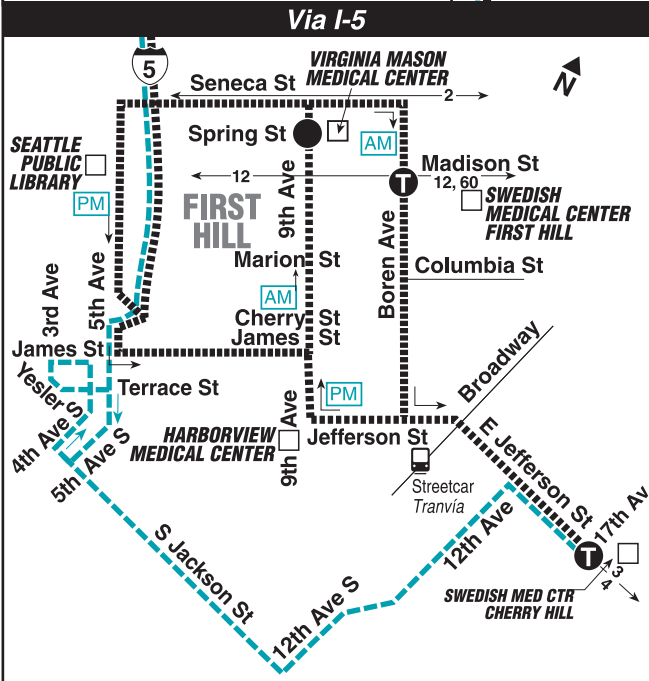 Via I-5
5
VIRGINIA MASON
MEDICAL CENTER
N
Seneca St
2
Spring St
AM
SEATTLE
PUBLIC
LIBRARY
Madison St
12
12, 60
PM
FIRST
HILL
9th Ave
SWEDISH
MEDICAL CENTER
FIRST HILL
T
Boren Ave
Marion St
Columbia St
3rd Ave
5th Ave
AM
Cherry St
James St
James St
Broadway
Yesler
Terrace St
PM
4th Ave S
5th Ave S
HARBORVIEW
MEDICAL CENTER
9th Ave
Jefferson St
E Jefferson St
Streetcar
Tranvía
17th Av
12th Ave
S Jackson St
T
3
4
12th Ave S
SWEDISH MED CTR
CHERRY HILL